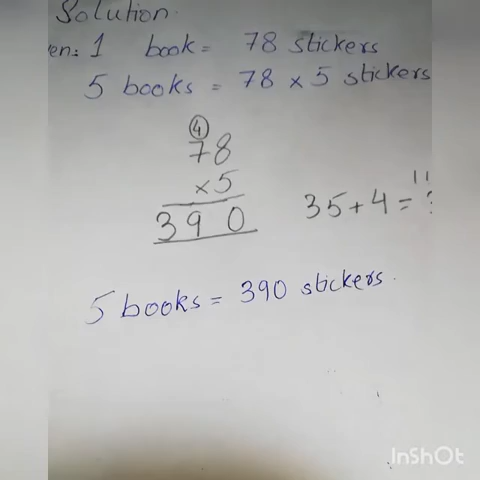 Solution.
en: 1 book = 78 stickers
5 books = 78 × 5 stickers
4
78
×5
390
35+4 = ?
5 books = 390 stickers.
InShOt